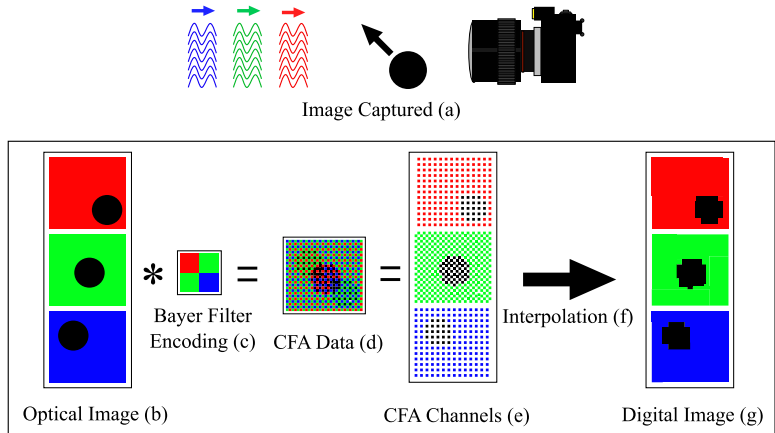 Image Captured (a)
Bayer Filter
Encoding (c)
CFA Data (d)
Interpolation (f)
Optical Image (b)
CFA Channels (e)
Digital Image (g)